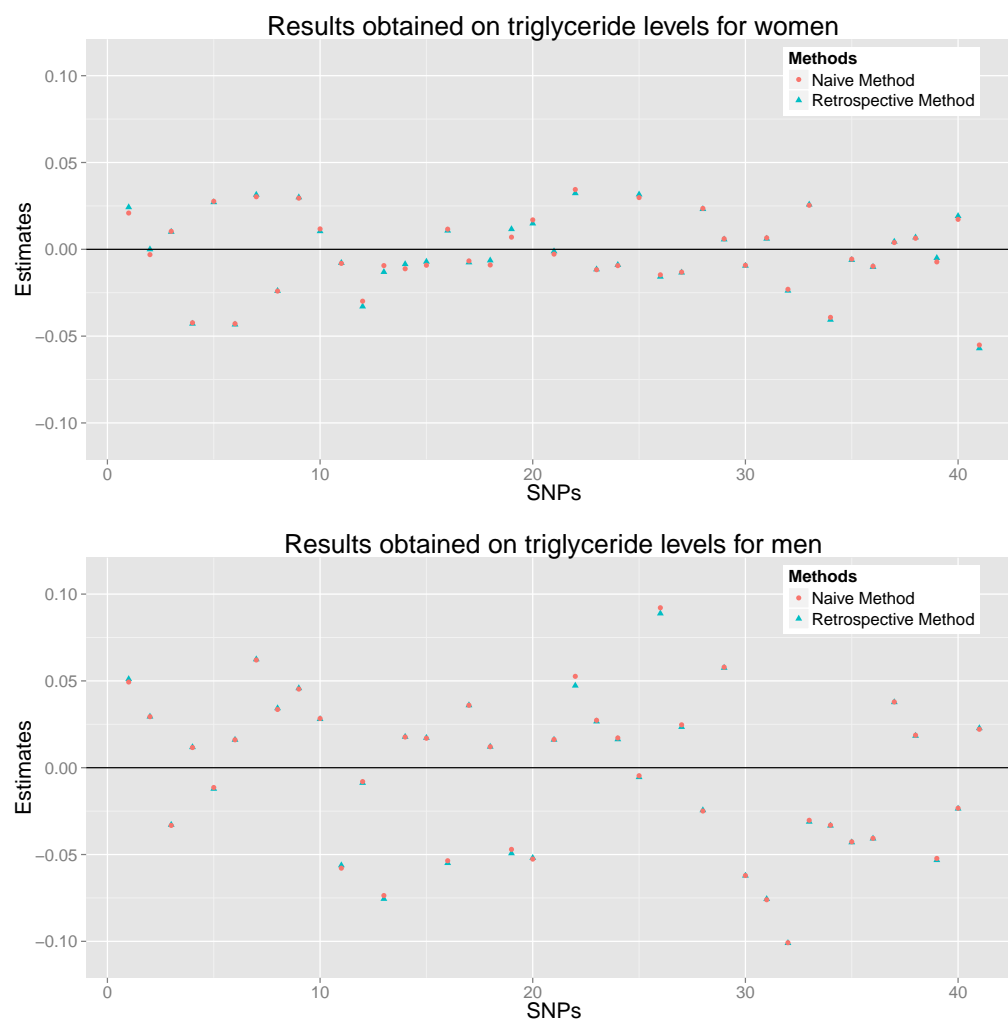 Results obtained on triglyceride levels for women
Methods
Naive Method
Retrospective Method
0.10
0.05
0.00
−0.05
−0.10
Estimates
0 10 20 30 40
SNPs
Results obtained on triglyceride levels for men
Methods
Naive Method
Retrospective Method
0.10
0.05
0.00
−0.05
−0.10
Estimates
0 10 20 30 40
SNPs